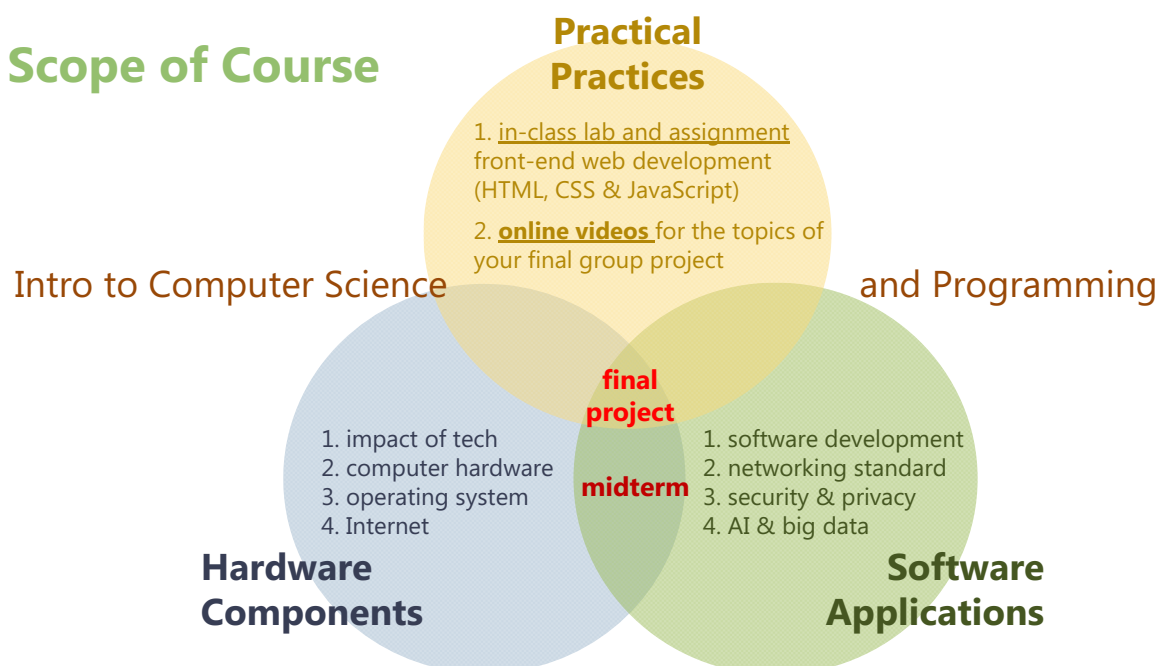 Scope of Course
Practical
Practices
1. in-class lab and assignment
front-end web development
(HTML, CSS & JavaScript)
2. online videos for the topics of
your final group project
Intro to Computer Science
and Programming
final
project
midterm
1. impact of tech
2. computer hardware
3. operating system
4. Internet
Hardware
Components
1. software development
2. networking standard
3. security & privacy
4. AI & big data
Software
Applications